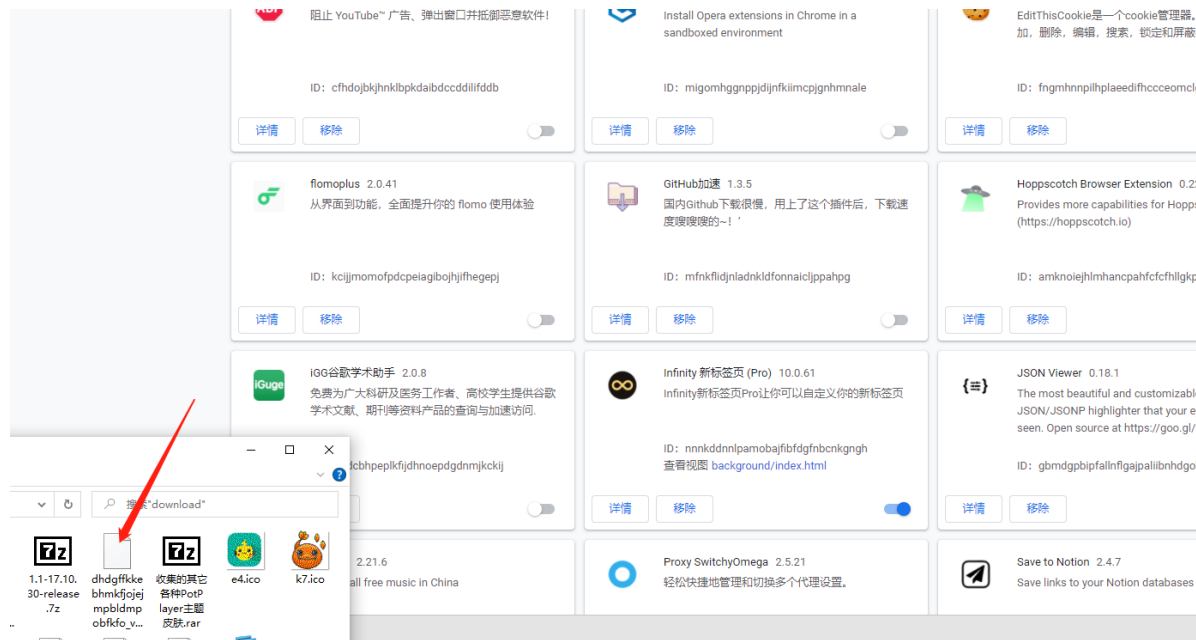 阻止 YouTube™ 广告、弹出窗口并抵御恶意软件!
ID：cfhdojbkjhnklbpkdaibdccddilifddb
详情 移除
Install Opera extensions in Chrome in a
sandboxed environment
ID：migomhggnppjdijnfkiimcpjgnhmnale
详情 移除
EditThisCookie是一个cookie管理器。
加，删除，编辑，搜索，锁定和屏蔽
ID：fngmhnnpilhplaeedifhccceomcl
详情 移除
flomoplus 2.0.41
从界面到功能，全面提升你的 flomo 使用体验
ID：kcijjmomofpdcpeiagibojhjifhegepj
详情 移除
GitHub加速 1.3.5
国内Github下载很慢，用上了这个插件后，下载速
度嗖嗖嗖的~！'
ID：mfnkflidjnladnkldfonnaicljppahpg
详情 移除
Hoppscotch Browser Extension 0.2
Provides more capabilities for Hopps
(https://hoppscotch.io)
ID：amknoiejhlmhancpahfcfcfhllgkp
详情 移除
iGuge
iGG谷歌学术助手 2.0.8
免费为广大科研及医务工作者、高校学生提供谷歌
学术文献、期刊等资料产品的查询与加速访问.
dcbhpeplkfijdhnoepdgdnmjkckij
Infinity 新标签页 (Pro) 10.0.61
Infinity新标签页Pro让你可以自定义你的新标签页
ID：nnnkddnnlpamobajfibfdgfnbcnkgngh
查看视图 background/index.html
详情 移除
JSON Viewer 0.18.1
The most beautiful and customizabl
JSON/JSONP highlighter that your e
seen. Open source at https://goo.gl/
ID：gbmdgpbipfallnflgajpaliibnhdgo
详情 移除
2.21.6
all free music in China
Proxy SwitchyOmega 2.5.21
轻松快捷地管理和切换多个代理设置。
Save to Notion 2.4.7
Save links to your Notion databases
"download"
7z
1.1-17.10.
30-release
.7z
dhdgffkke
bhmkfjojej
mpbldmp
obfkfo_v...
7z
收集的其它
各种PotP
layer主题
皮肤.rar
e4.ico
k7.ico